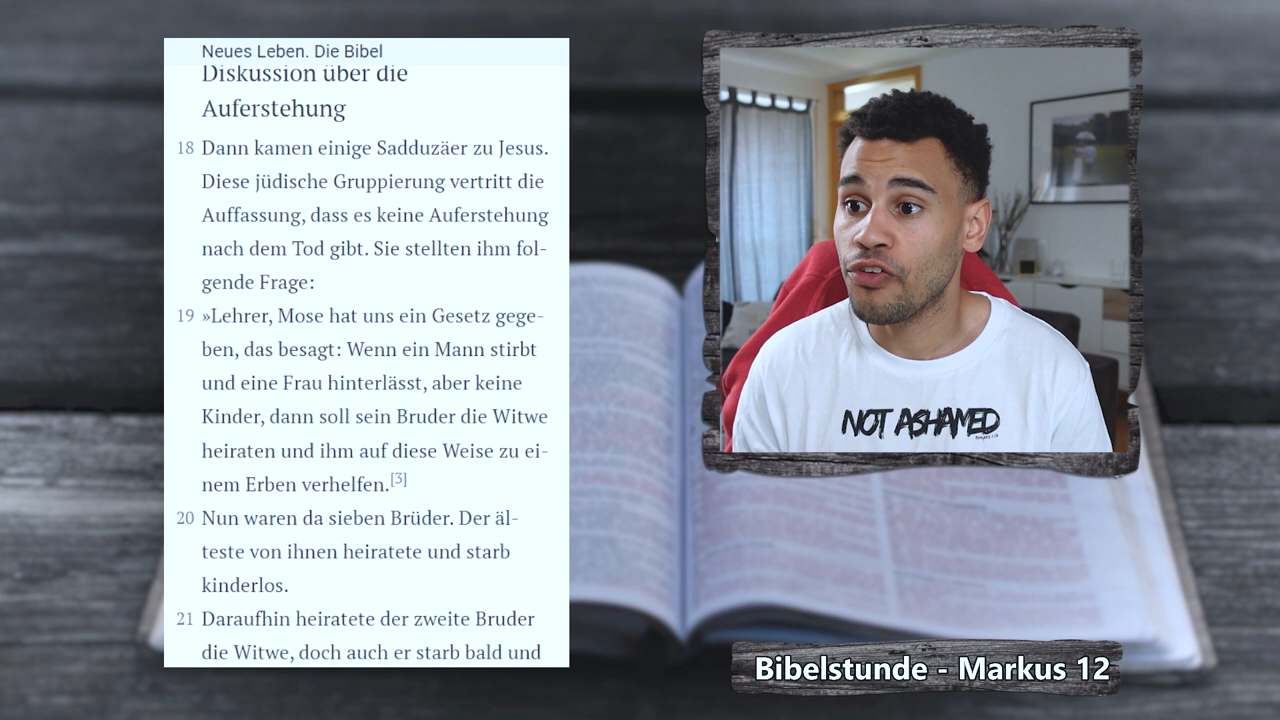 Neues Leben. Die Bibel
Diskussion über die
Auferstehung
18 Dann kamen einige Sadduzäer zu Jesus.
Diese jüdische Gruppierung vertritt die
Auffassung, dass es keine Auferstehung
nach dem Tod gibt. Sie stellten ihm fol-
gende Frage:
19 »Lehrer, Mose hat uns ein Gesetz gege-
ben, das besagt: Wenn ein Mann stirbt
und eine Frau hinterlässt, aber keine
Kinder, dann soll sein Bruder die Witwe
heiraten und ihm auf diese Weise zu ei-
nem Erben verhelfen.[3]
20 Nun waren da sieben Brüder. Der äl-
teste von ihnen heiratete und starb
kinderlos.
21 Daraufhin heiratete der zweite Bruder
die Witwe, doch auch er starb bald und
NOT ASHAMED
Bibelstunde - Markus 12